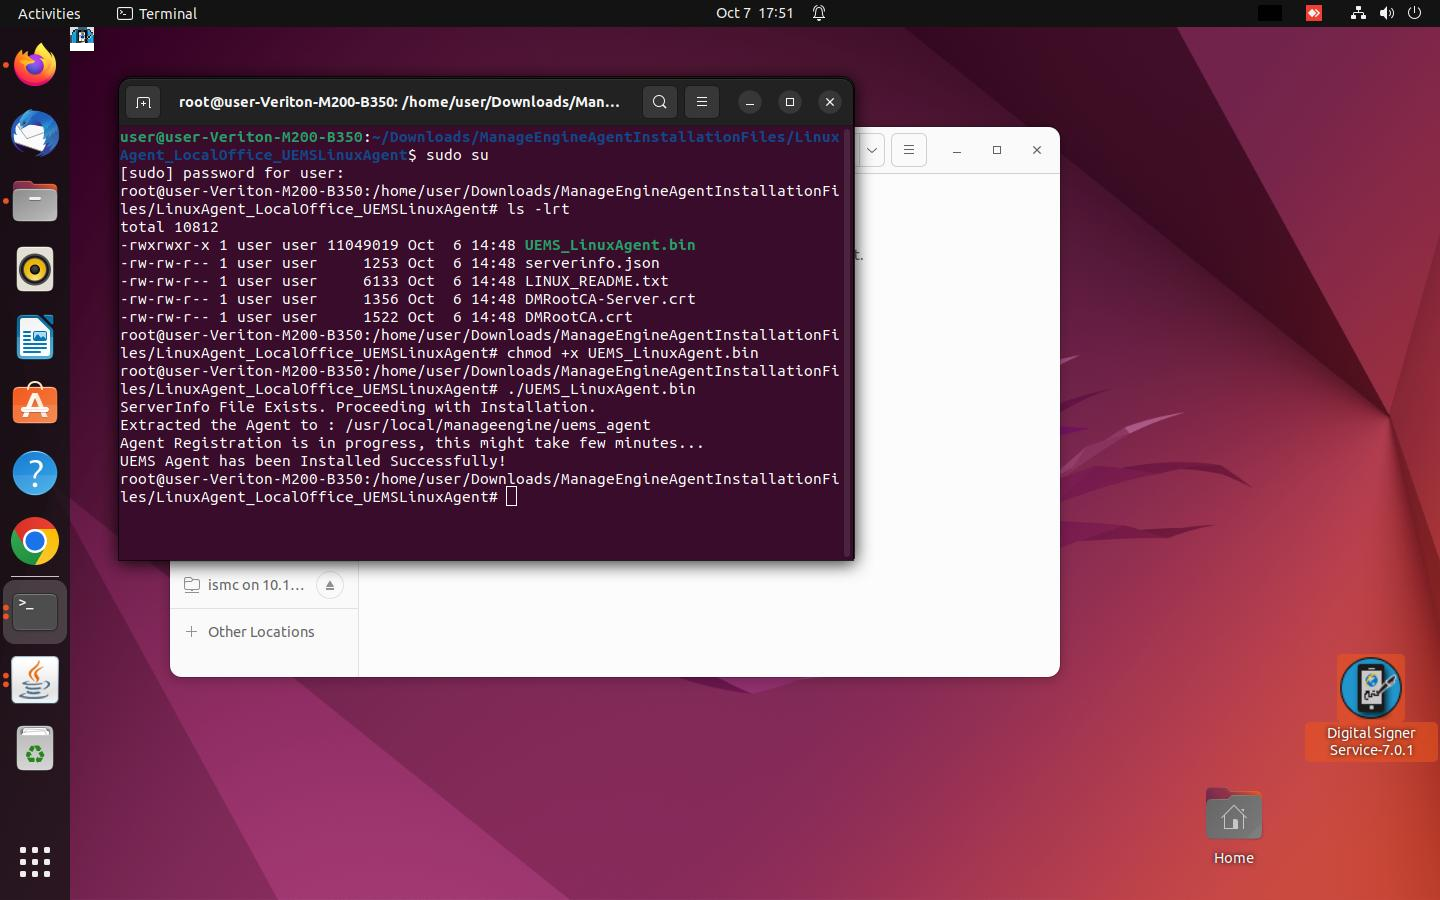 Activities
Terminal
Oct 7 17:51
root@user-Veriton-M200-B350: /home/user/Downloads/Man...
user@user-Veriton-M200-B350:~/Downloads/ManageEngineAgentInstallationFiles/Linux
Agent_LocalOffice_UEMSLinuxAgent$ sudo su
[sudo] password for user:
root@user-Veriton-M200-B350:/home/user/Downloads/ManageEngineAgentInstallationFi
les/LinuxAgent_LocalOffice_UEMSLinuxAgent# ls -lrt
total 10812
-rwxrwxr-x 1 user user 11049019 Oct  6 14:48 UEMS_LinuxAgent.bin
-rw-rw-r-- 1 user user     1253 Oct  6 14:48 serverinfo.json
-rw-rw-r-- 1 user user     6133 Oct  6 14:48 LINUX_README.txt
-rw-rw-r-- 1 user user     1356 Oct  6 14:48 DMRootCA-Server.crt
-rw-rw-r-- 1 user user     1522 Oct  6 14:48 DMRootCA.crt
root@user-Veriton-M200-B350:/home/user/Downloads/ManageEngineAgentInstallationFi
les/LinuxAgent_LocalOffice_UEMSLinuxAgent# chmod +x UEMS_LinuxAgent.bin
root@user-Veriton-M200-B350:/home/user/Downloads/ManageEngineAgentInstallationFi
les/LinuxAgent_LocalOffice_UEMSLinuxAgent# ./UEMS_LinuxAgent.bin
ServerInfo File Exists. Proceeding with Installation.
Extracted the Agent to : /usr/local/manageengine/uems_agent
Agent Registration is in progress, this might take few minutes...
UEMS Agent has been Installed Successfully!
root@user-Veriton-M200-B350:/home/user/Downloads/ManageEngineAgentInstallationFi
les/LinuxAgent_LocalOffice_UEMSLinuxAgent#
t.
ismc on 10.1...
+ Other Locations
Digital Signer
Service-7.0.1
Home